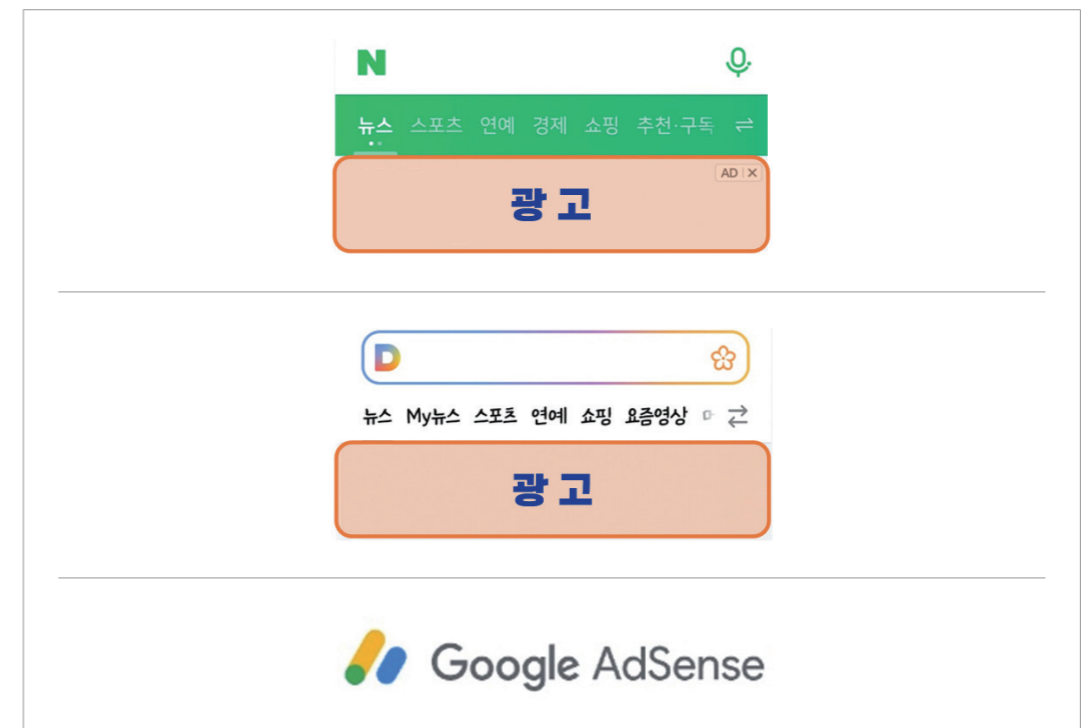 N
뉴스 스포츠 연예 경제 쇼핑 추천·구독
AD X
광 고
D
뉴스 My뉴스 스포츠 연예 쇼핑 요즘영상
광 고
Google AdSense